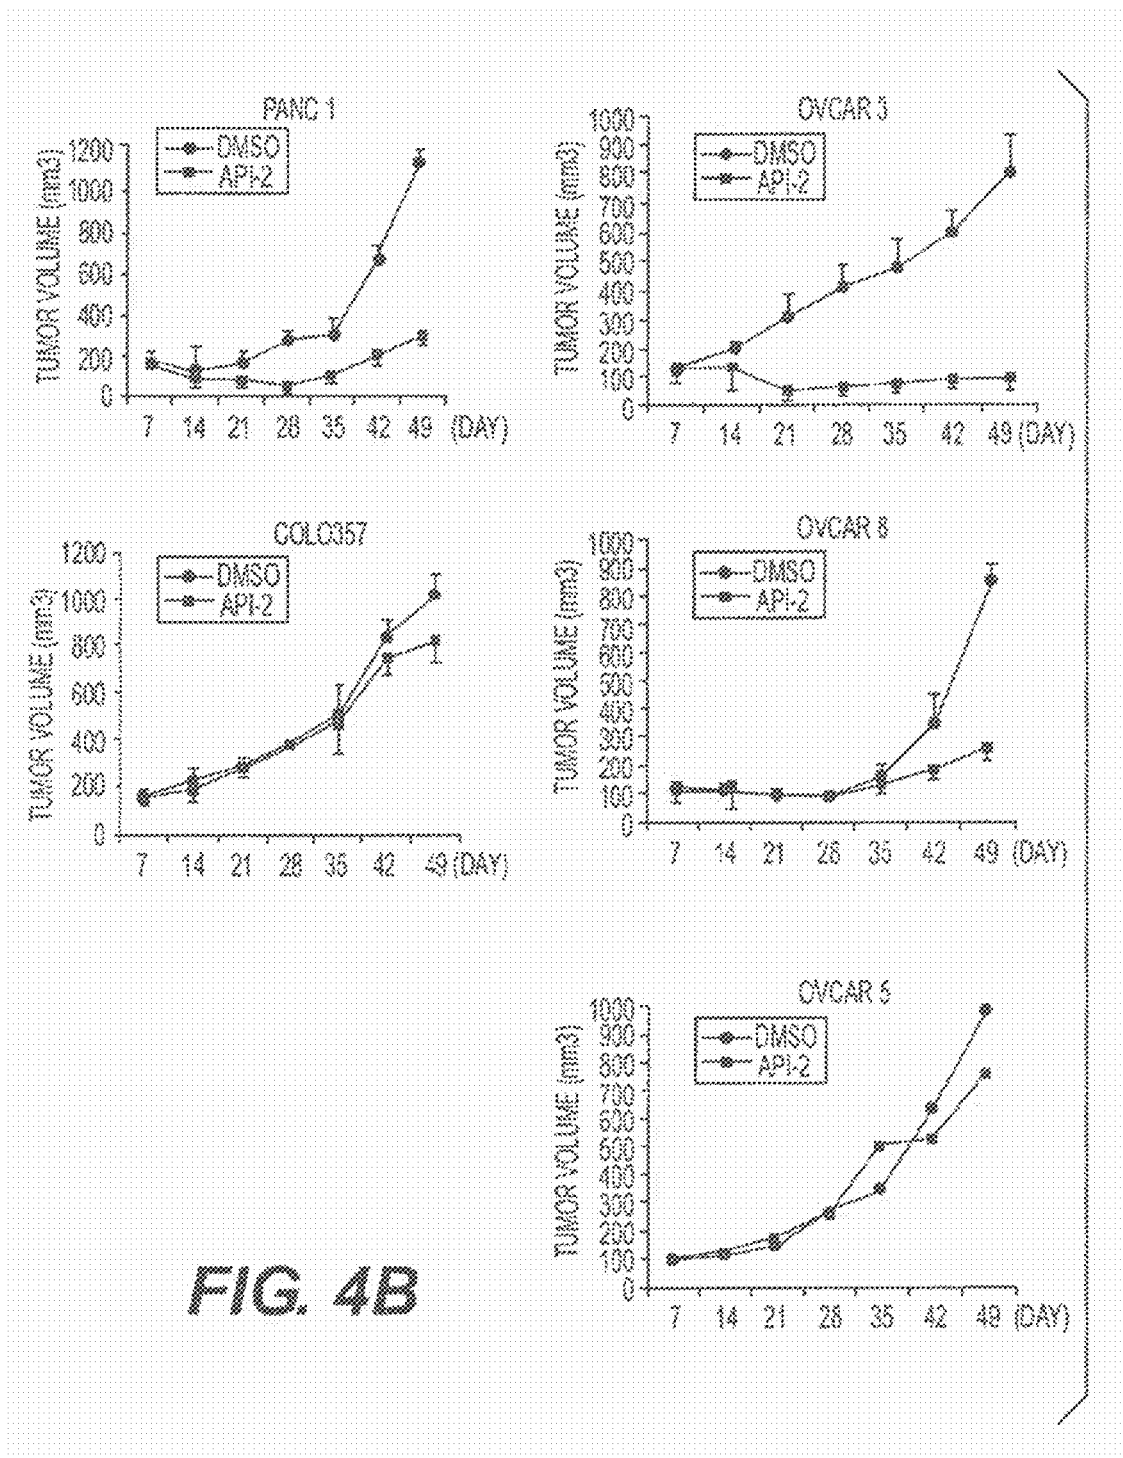 PANC 1
DMSO
API-2
TUMOR VOLUME (mm3)
1200
1000
800
600
400
200
0
7 14 21 28 35 42 49 (DAY)
OVCAR 3
DMSO
API-2
TUMOR VOLUME (mm3)
1000
900
800
700
600
500
400
300
200
100
0
7 14 21 28 35 42 49 (DAY)
COLO357
DMSO
API-2
TUMOR VOLUME (mm3)
1200
1000
800
600
400
200
0
7 14 21 28 35 42 49 (DAY)
OVCAR 8
DMSO
API-2
TUMOR VOLUME (mm3)
1000
900
800
700
600
500
400
300
200
100
0
7 14 21 28 35 42 49 (DAY)
OVCAR 5
DMSO
API-2
TUMOR VOLUME (mm3)
1000
900
800
700
600
500
400
300
200
100
0
7 14 21 28 35 42 49 (DAY)
FIG. 4B